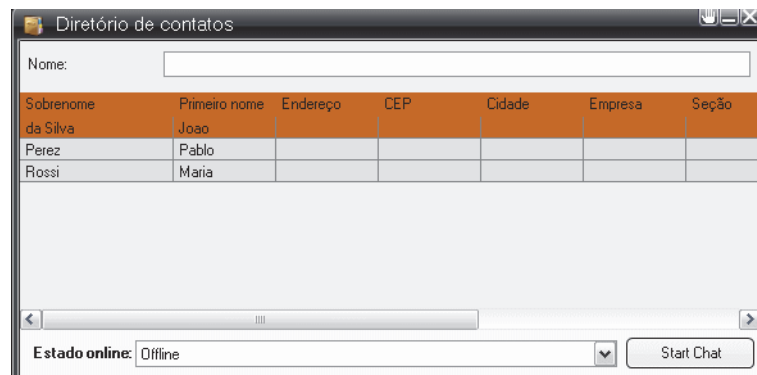 Diretório de contatos
Nome:
Sobrenome Primeiro nome Endereço CEP Cidade Empresa Seção
da Silva Joao
Perez Pablo
Rossi Maria
Estado online: Offline Start Chat